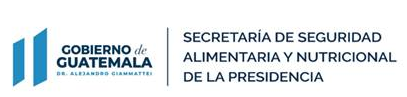 GOBIERNO de
GUATEMALA
DR. ALEJANDRO GIAMMATTEI
SECRETARÍA DE SEGURIDAD
ALIMENTARIA Y NUTRICIONAL
DE LA PRESIDENCIA